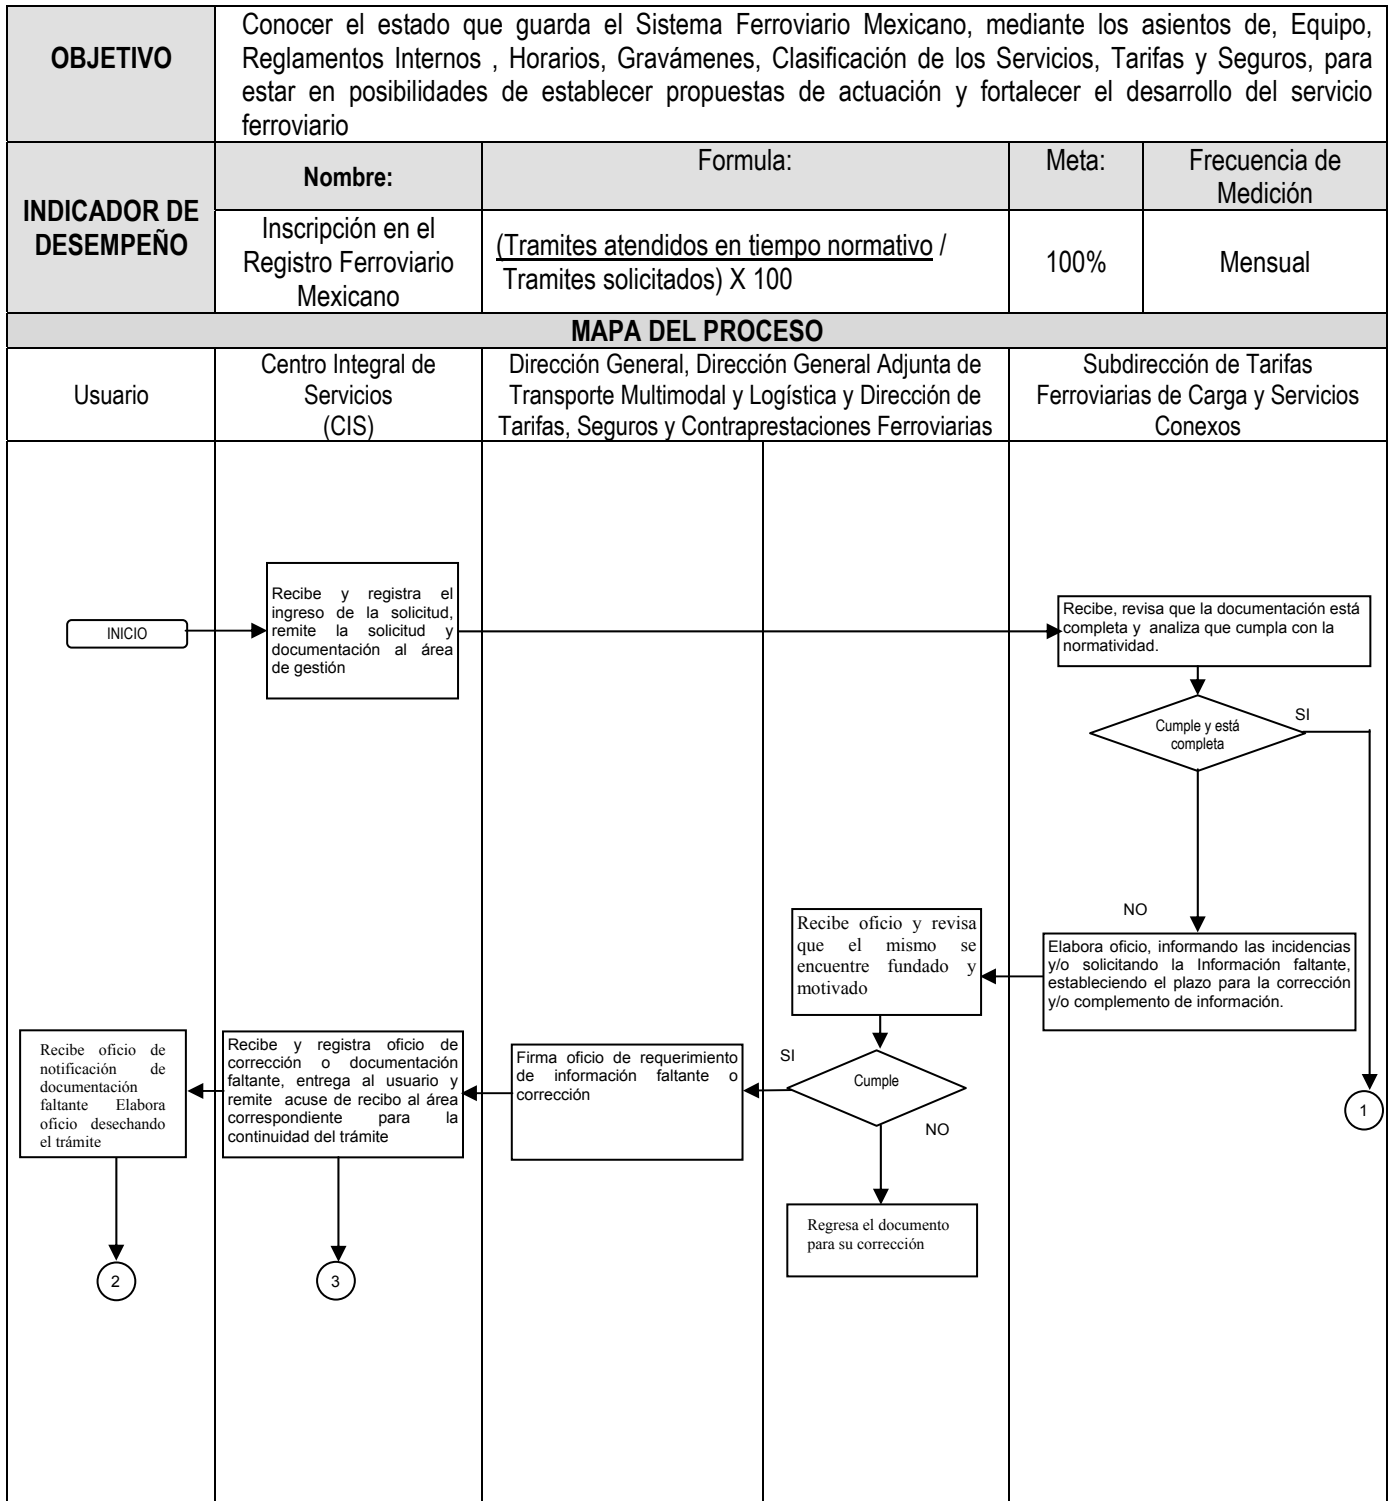 OBJETIVO
Conocer el estado que guarda el Sistema Ferroviario Mexicano, mediante los asientos de, Equipo,
Reglamentos Internos , Horarios, Gravámenes, Clasificación de los Servicios, Tarifas y Seguros, para
estar en posibilidades de establecer propuestas de actuación y fortalecer el desarrollo del servicio
ferroviario
INDICADOR DE
DESEMPEÑO
Nombre:
Formula:
Meta:
Frecuencia de
Medición
Inscripción en el
Registro Ferroviario
Mexicano
(Tramites atendidos en tiempo normativo /
Tramites solicitados) X 100
100%
Mensual
MAPA DEL PROCESO
Usuario
Centro Integral de
Servicios
(CIS)
Dirección General, Dirección General Adjunta de
Transporte Multimodal y Logística y Dirección de
Tarifas, Seguros y Contraprestaciones Ferroviarias
Subdirección de Tarifas
Ferroviarias de Carga y Servicios
Conexos
INICIO
Recibe y registra el
ingreso de la solicitud,
remite la solicitud y
documentación al área
de gestión
Recibe, revisa que la documentación está
completa y analiza que cumpla con la
normatividad.
Cumple y está
completa
SI
NO
Elabora oficio, informando las incidencias
y/o solicitando la Información faltante,
estableciendo el plazo para la corrección
y/o complemento de información.
Recibe oficio y revisa
que el mismo se
encuentre fundado y
motivado
Cumple
SI
NO
Firma oficio de requerimiento
de información faltante o
corrección
Recibe y registra oficio de
corrección o documentación
faltante, entrega al usuario y
remite acuse de recibo al área
correspondiente para la
continuidad del trámite
Recibe oficio de
notificación de
documentación
faltante Elabora
oficio desechando
el trámite
1
Regresa el documento
para su corrección
2
3